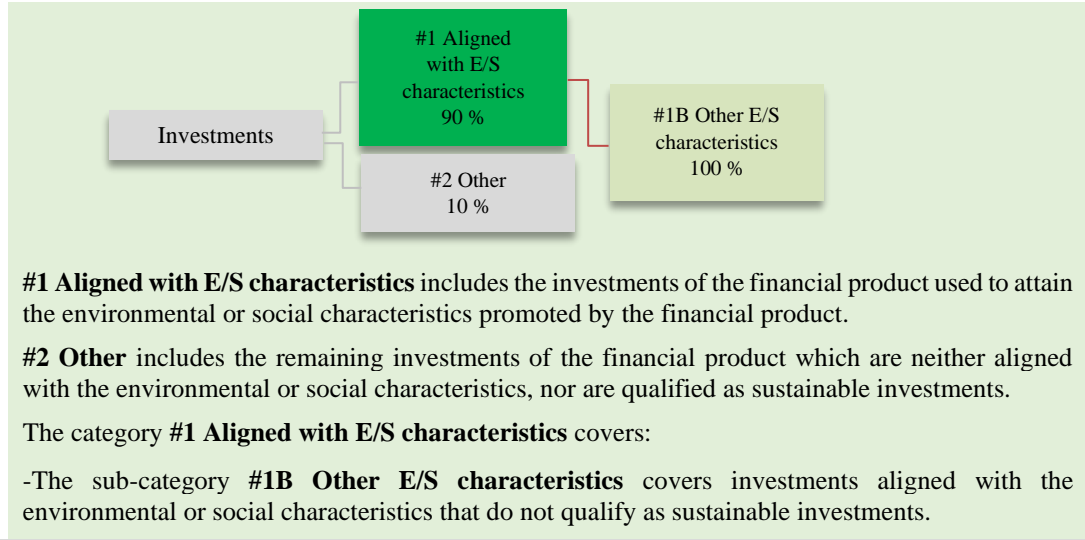 #1 Aligned
with E/S
characteristics
90 %
Investments
#1B Other E/S
characteristics
100 %
#2 Other
10 %
#1 Aligned with E/S characteristics includes the investments of the financial product used to attain
the environmental or social characteristics promoted by the financial product.
#2 Other includes the remaining investments of the financial product which are neither aligned
with the environmental or social characteristics, nor are qualified as sustainable investments.
The category #1 Aligned with E/S characteristics covers:
-The sub-category #1B Other E/S characteristics covers investments aligned with the
environmental or social characteristics that do not qualify as sustainable investments.